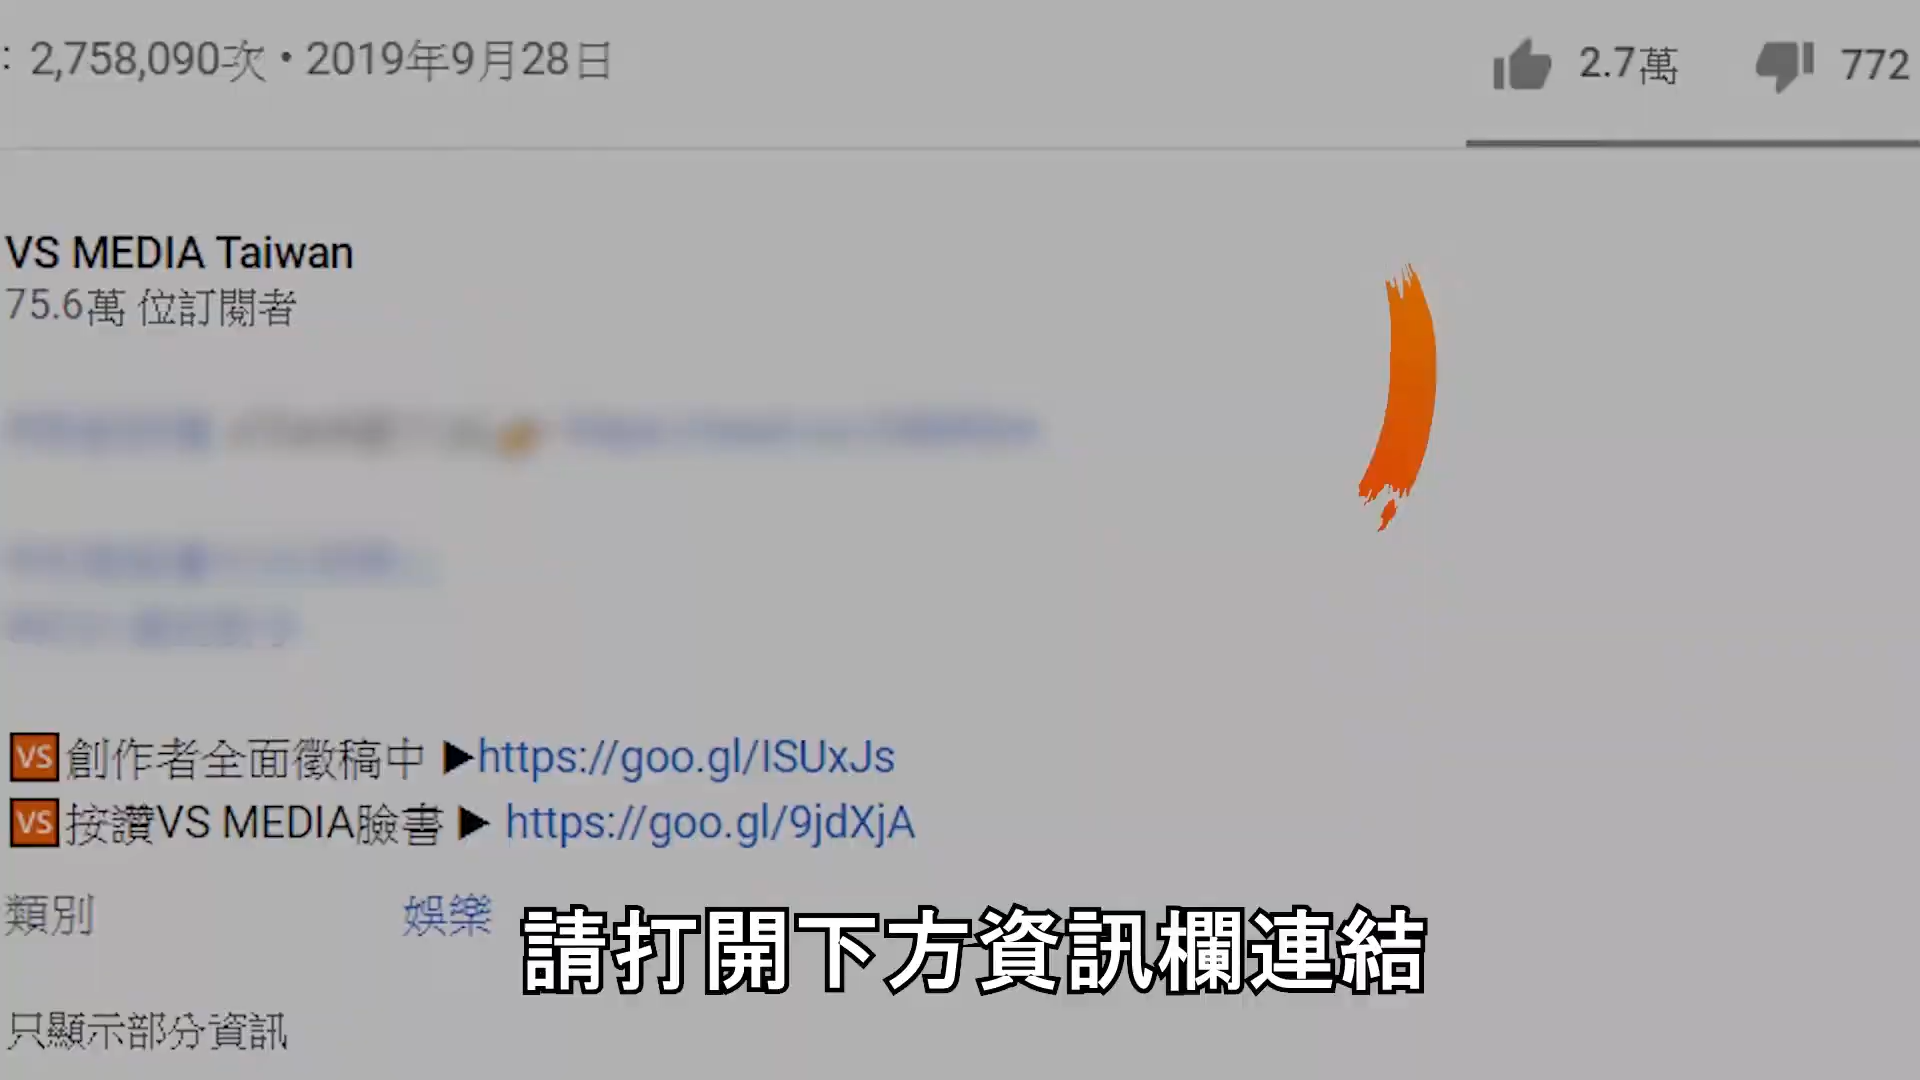 : 2,758,090次 • 2019年9月28日
2.7萬
772
VS MEDIA Taiwan
75.6萬 位訂閱者
VS 創作者全面徵稿中 ▶https://goo.gl/ISUxJs
VS 按讚VS MEDIA臉書 ▶ https://goo.gl/9jdXjA
類別 娛樂
請打開下方資訊欄連結
只顯示部分資訊